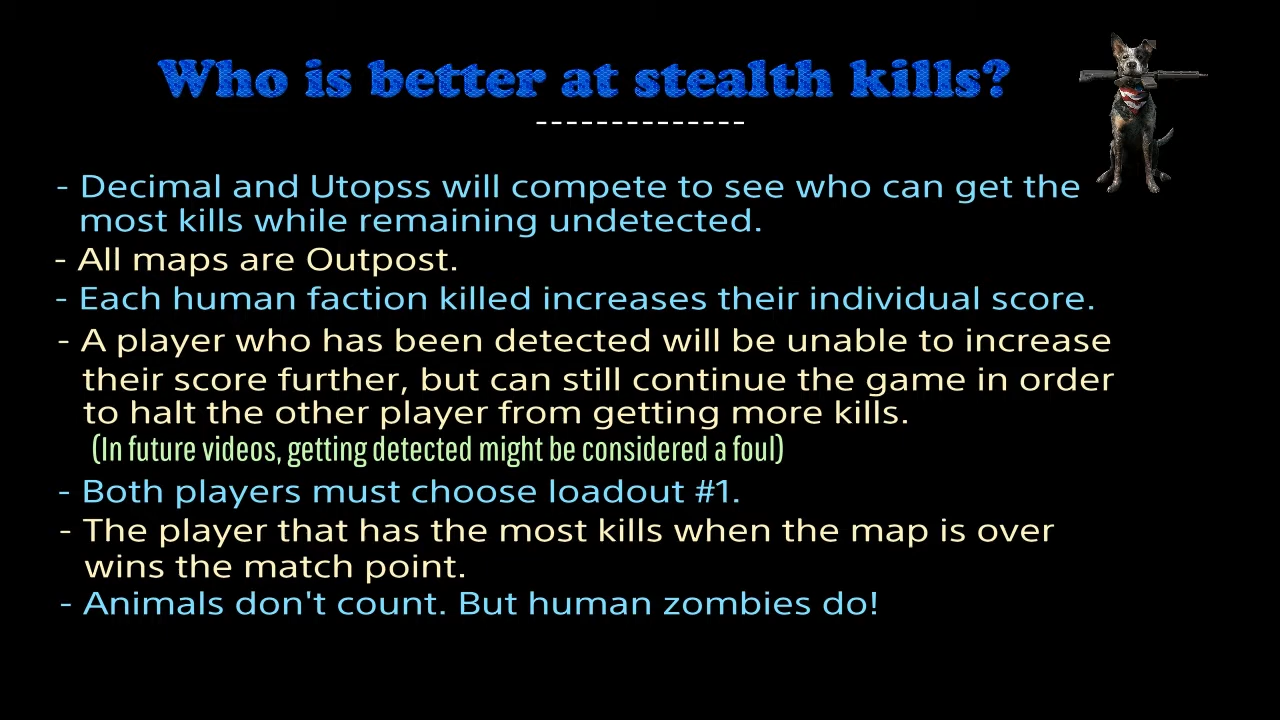 Who is better at stealth kills?
--------------
- Decimal and Utopss will compete to see who can get the
most kills while remaining undetected.
- All maps are Outpost.
- Each human faction killed increases their individual score.
- A player who has been detected will be unable to increase
their score further, but can still continue the game in order
to halt the other player from getting more kills.
(In future videos, getting detected might be considered a foul)
- Both players must choose loadout #1.
- The player that has the most kills when the map is over
wins the match point.
- Animals don't count. But human zombies do!